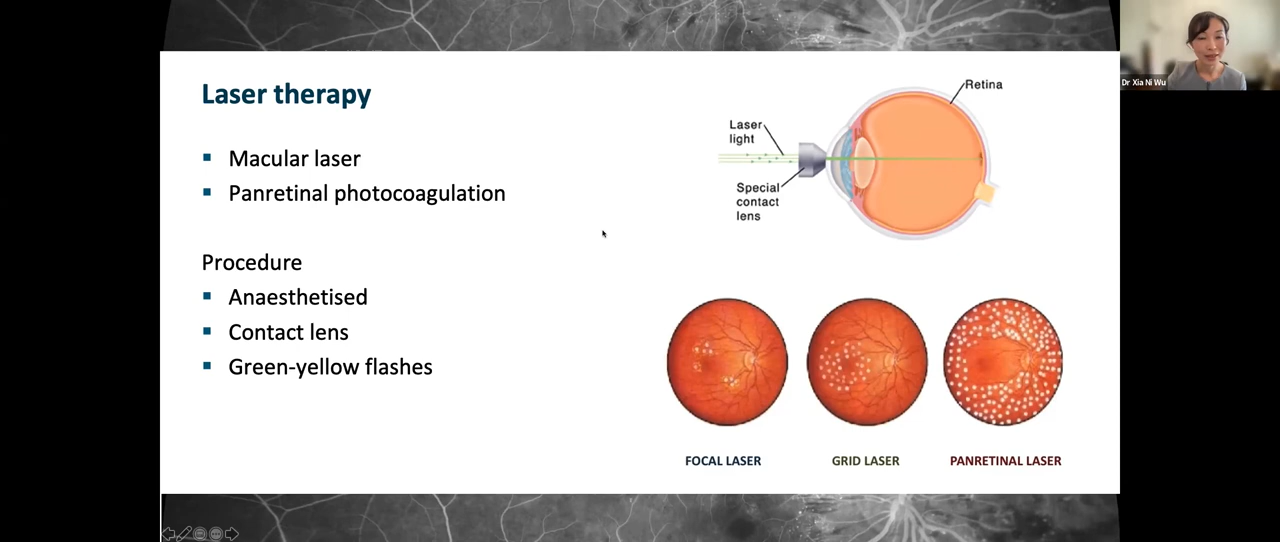 Laser therapy
Macular laser
Panretinal photocoagulation
Procedure
Anaesthetised
Contact lens
Green-yellow flashes
Retina
Laser
light
Special
contact
lens
FOCAL LASER
GRID LASER
PANRETINAL LASER
Dr Xia Ni Wu